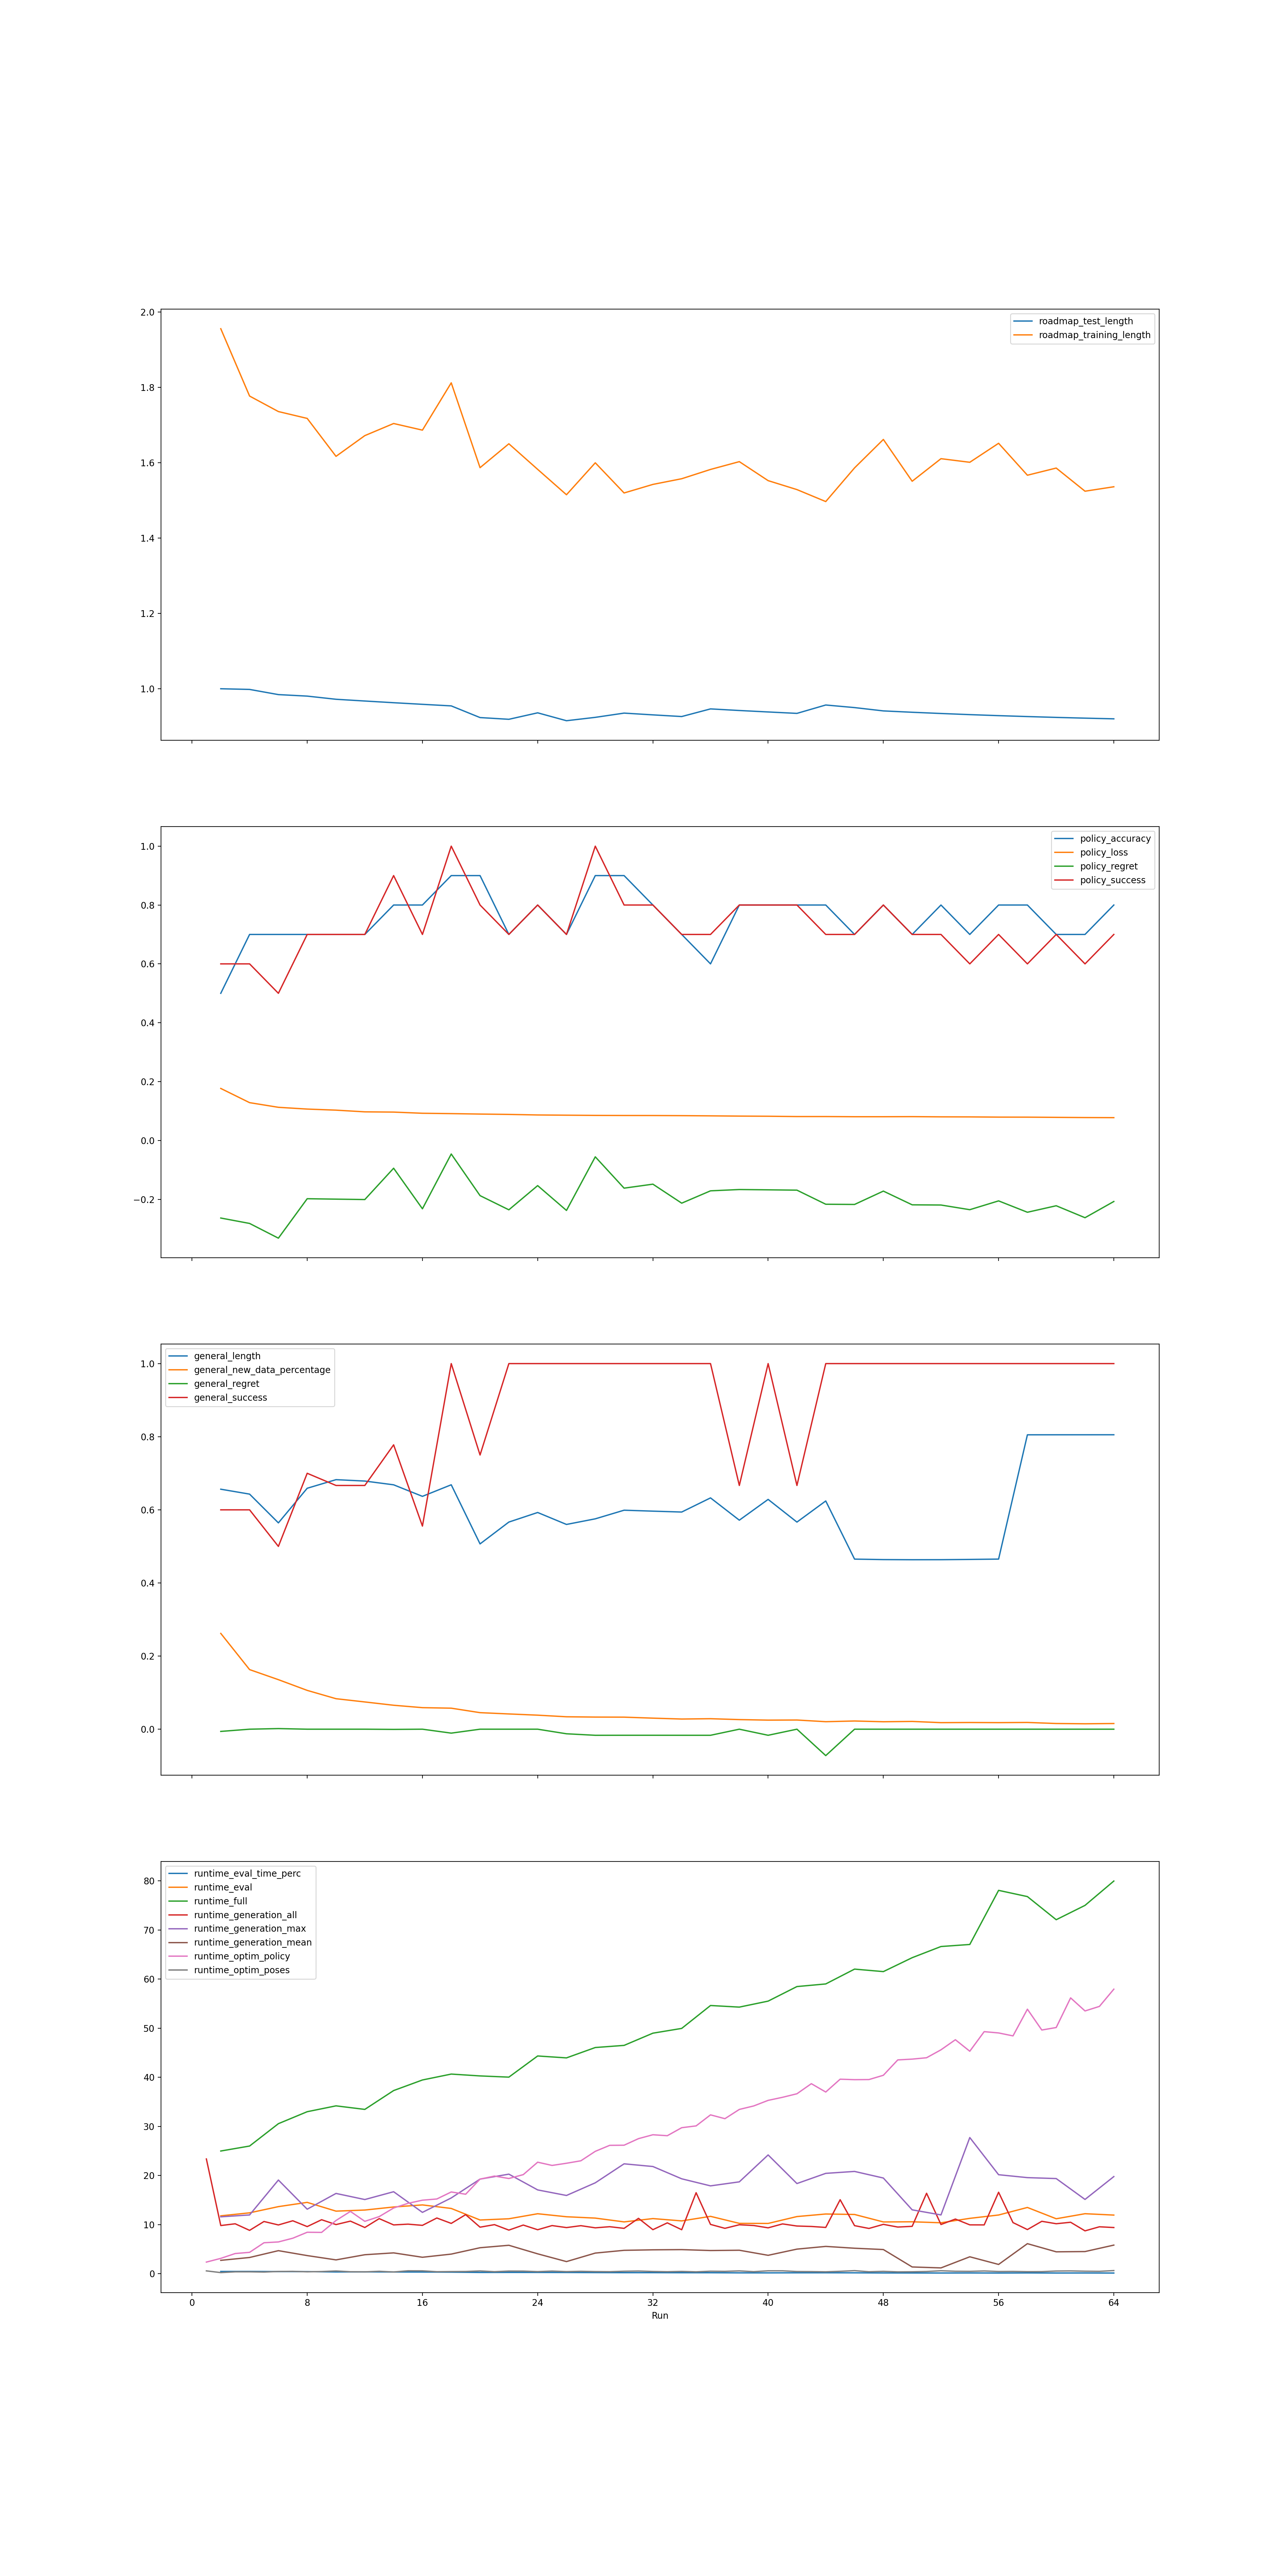 2.0
1.8
1.6
1.4
1.2
1.0
roadmap_test_length
roadmap_training_length
1.0
0.8
0.6
0.4
0.2
0.0
−0.2
policy_accuracy
policy_loss
policy_regret
policy_success
1.0
0.8
0.6
0.4
0.2
0.0
general_length
general_new_data_percentage
general_regret
general_success
80
70
60
50
40
30
20
10
0
runtime_eval_time_perc
runtime_eval
runtime_full
runtime_generation_all
runtime_generation_max
runtime_generation_mean
runtime_optim_policy
runtime_optim_poses
0 8 16 24 32 40 48 56 64
Run